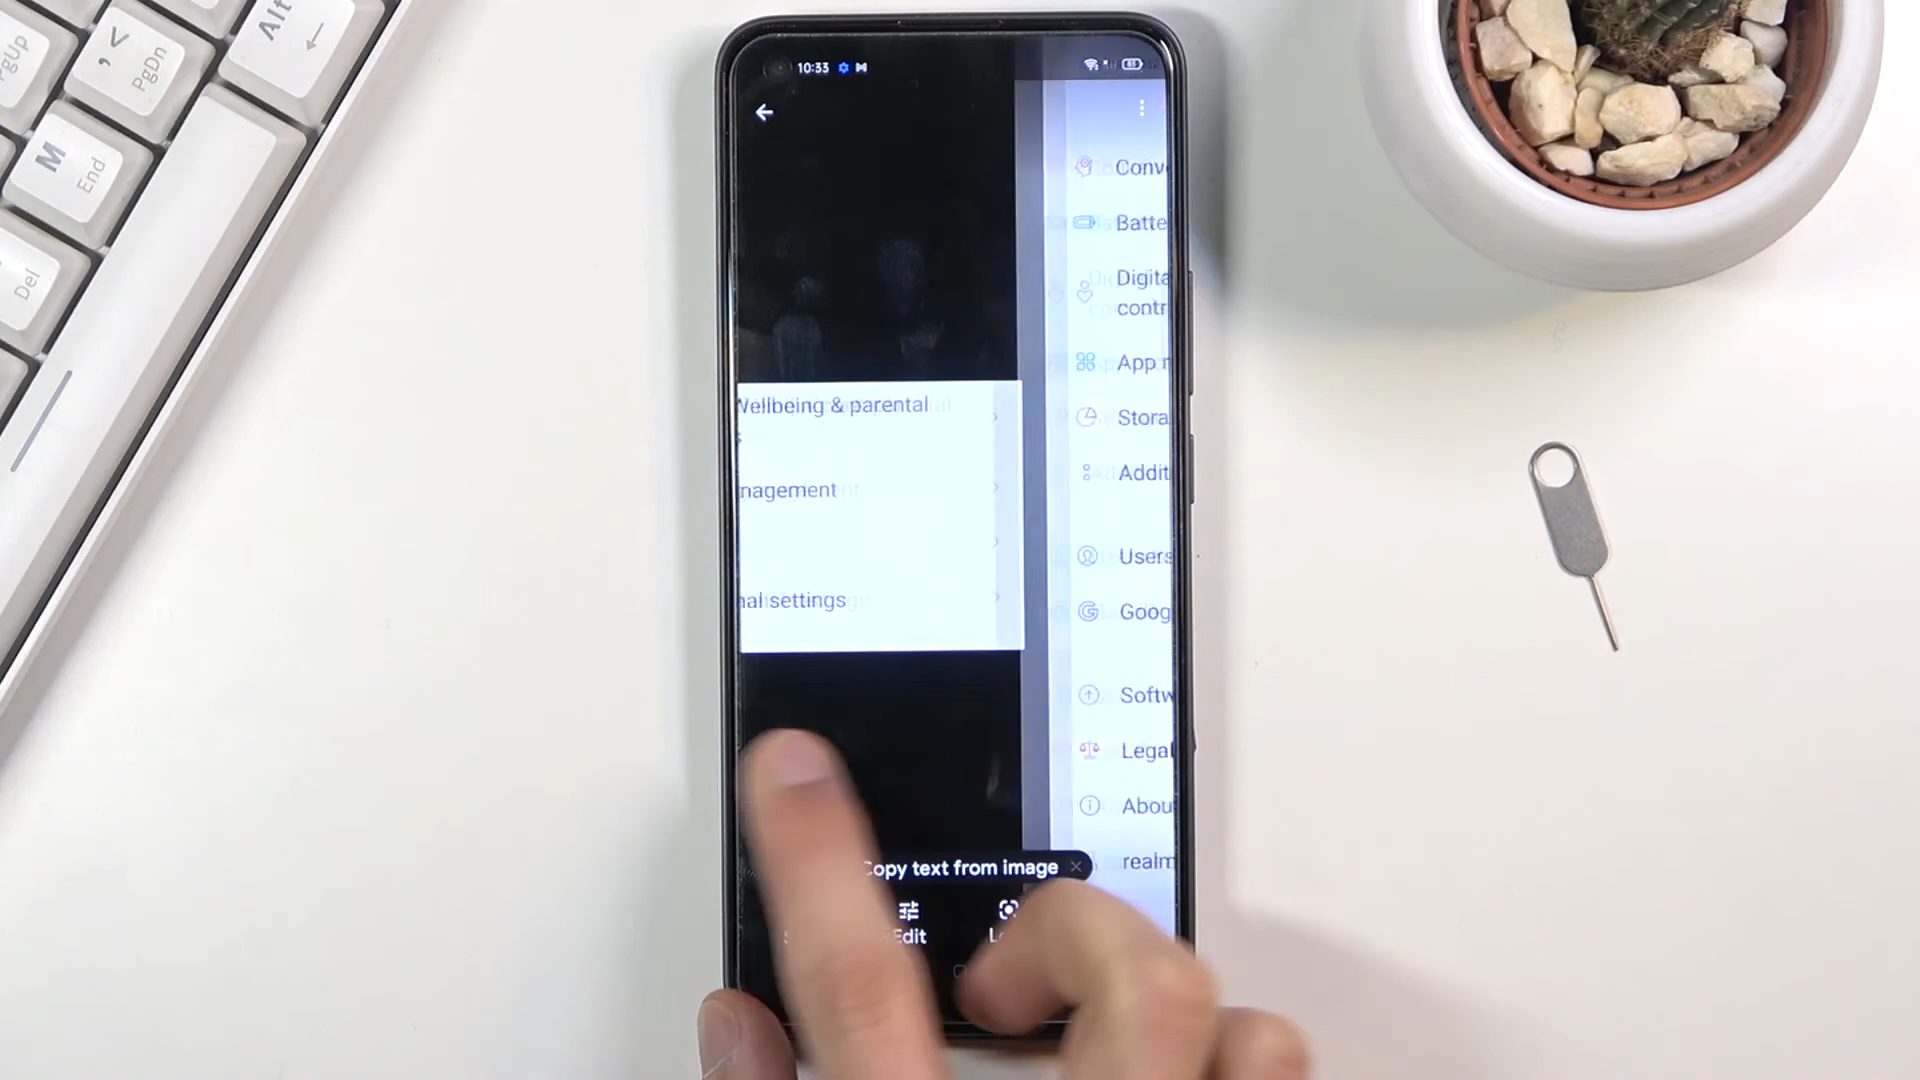 PgUp
, <
PgDn
Alt
M
End
Del
10:33
Conv
Batte
Digita
contr
Wellbeing & parental
App
nagement
Stora
Addit
nal settings
Users
Goog
Softw
Legal
Abou
realm
Copy text from image
Edit